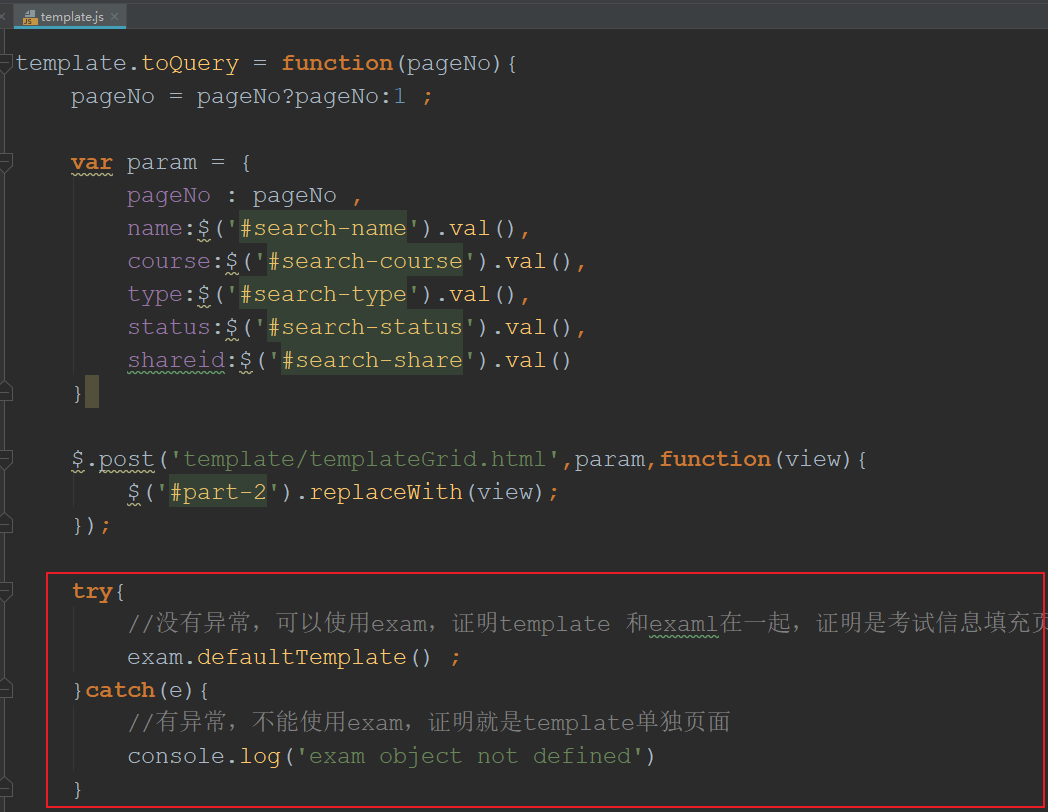 template.js
template.toQuery = function(pageNo){
pageNo = pageNo?pageNo:1 ;
var param = {
pageNo : pageNo ,
name:$('#search-name').val(),
course:$('#search-course').val(),
type:$('#search-type').val(),
status:$('#search-status').val(),
shareid:$('#search-share').val()
}
$.post('template/templateGrid.html',param,function(view){
$('#part-2').replaceWith(view);
});
try{
//没有异常，可以使用exam，证明template 和examl在一起，证明是考试信息填充页
exam.defaultTemplate() ;
}catch(e){
//有异常，不能使用exam，证明就是template单独页面
console.log('exam object not defined')
}